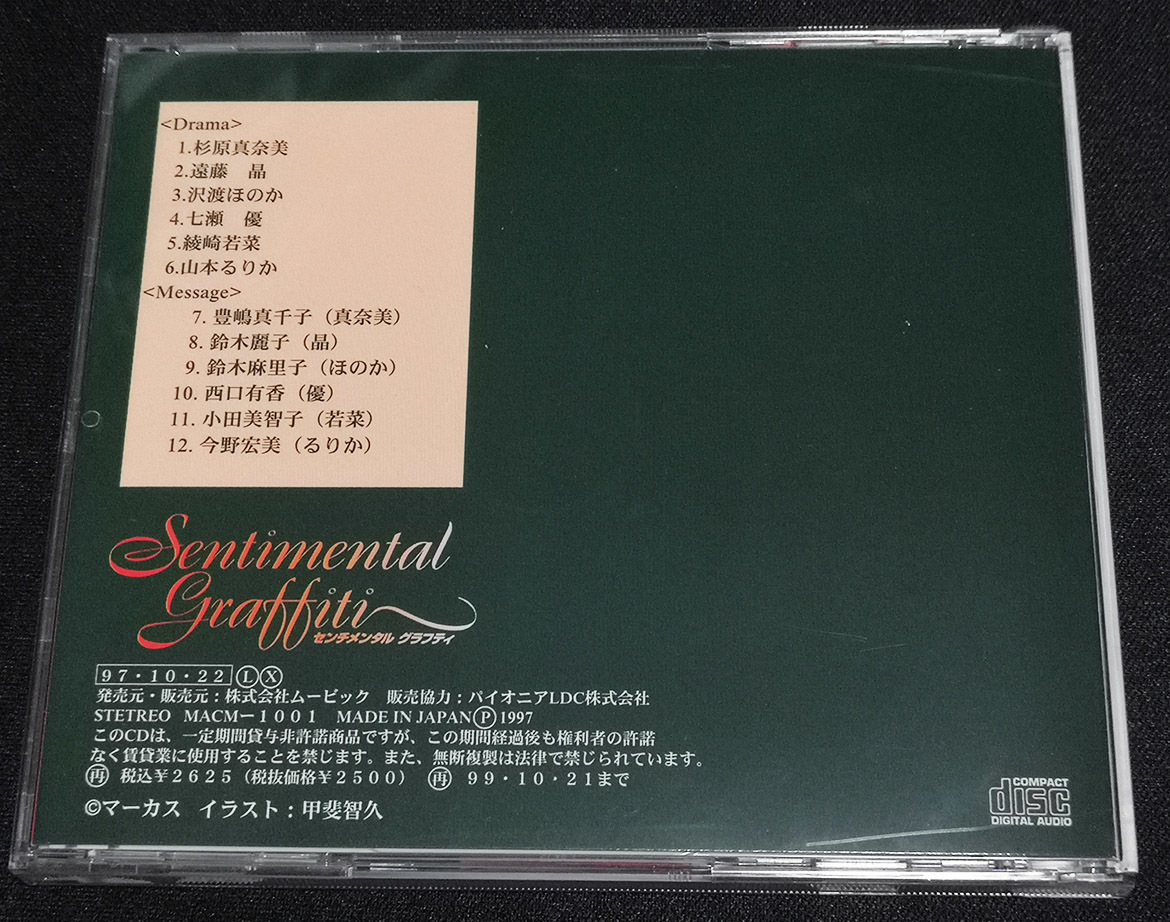 <Drama>
1.杉原真奈美
2.遠藤　晶
3.沢渡ほのか
4.七瀬　優
5.綾崎若菜
6.山本るりか
<Message>
7. 豊嶋真千子（真奈美）
8. 鈴木麗子（晶）
9. 鈴木麻里子（ほのか）
10. 西口有香（優）
11. 小田美智子（若菜）
12. 今野宏美（るりか）
Sentimental
Graffiti
センチメンタル グラフティ
97・10・22 Ⓛ Ⓧ
発売元・販売元：株式会社ムービック　販売協力：パイオニアLDC株式会社
STETREO MACM－1001 MADE IN JAPAN Ⓟ 1997
このCDは、一定期間貸与非許諾商品ですが、この期間経過後も権利者の許諾
なく賃貸業に使用することを禁じます。また、無断複製は法律で禁じられています。
再 税込￥2625（税抜価格￥2500） 再 99・10・21まで
©マーカス イラスト：甲斐智久
COMPACT
disc
DIGITAL AUDIO